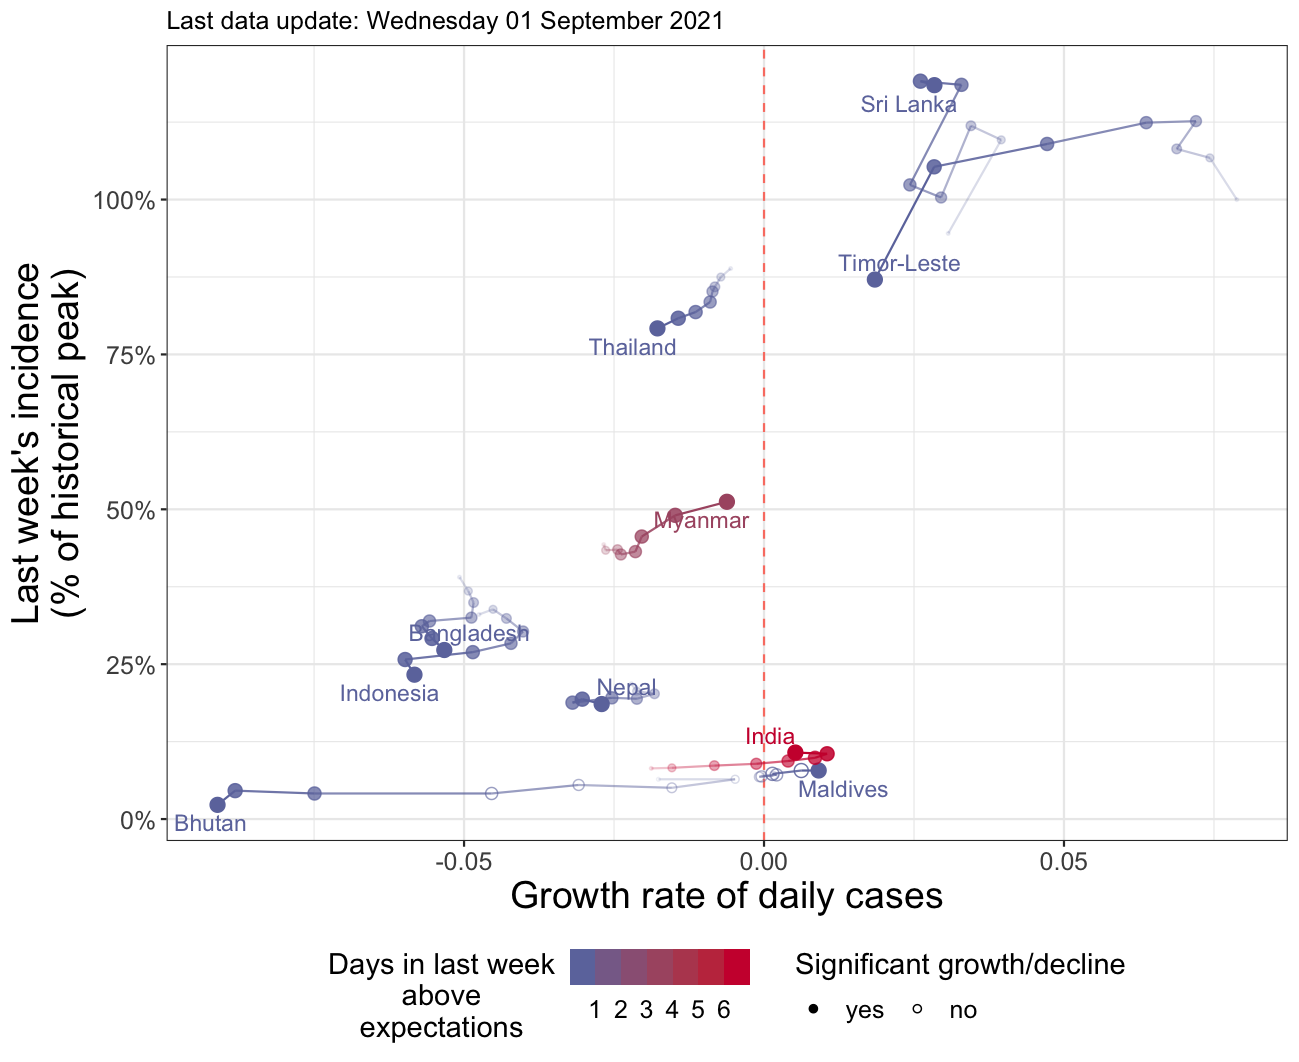 Last data update: Wednesday 01 September 2021
Last week's incidence
(% of historical peak)
100%
75%
50%
25%
0%
Sri Lanka
Timor-Leste
Thailand
Myanmar
Bangladesh
Indonesia
Nepal
India
Maldives
Bhutan
-0.05
0.00
0.05
Growth rate of daily cases
Days in last week
above
expectations
1 2 3 4 5 6
Significant growth/decline
yes
no